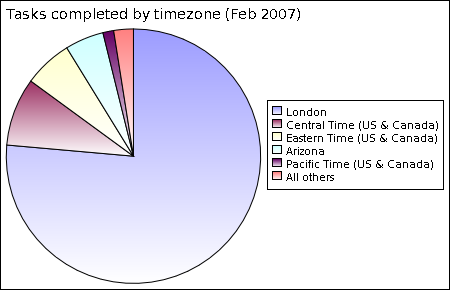 Tasks completed by timezone (Feb 2007)
London
Central Time (US & Canada)
Eastern Time (US & Canada)
Arizona
Pacific Time (US & Canada)
All others